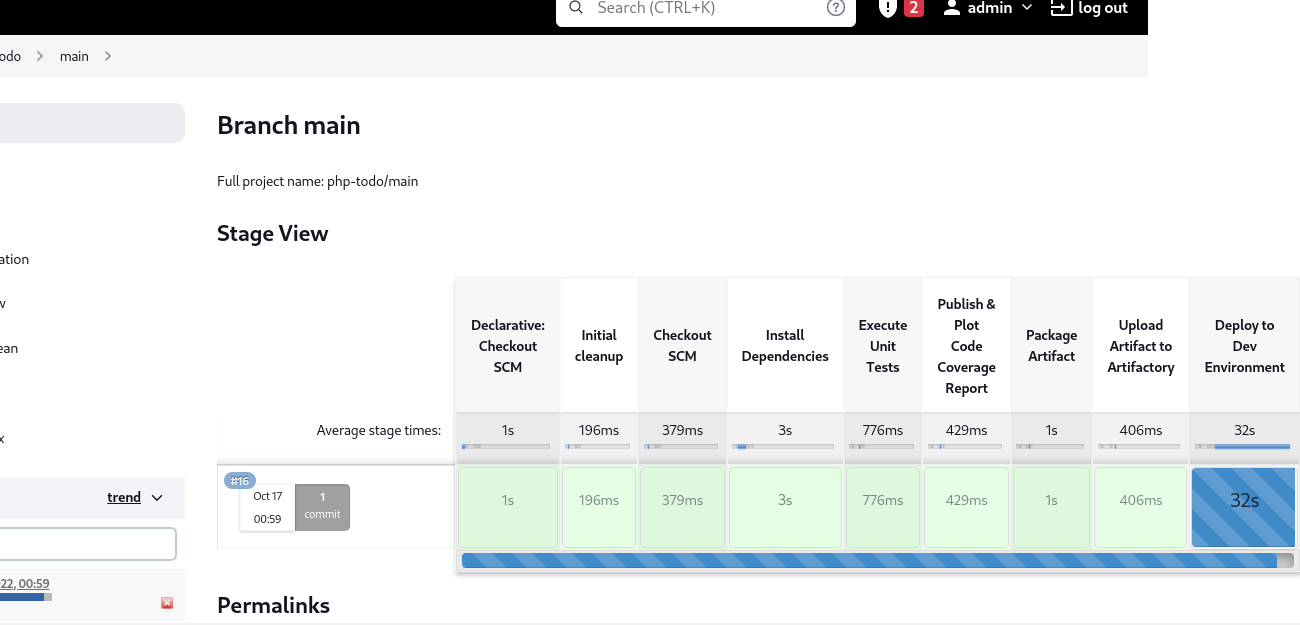 Search (CTRL+K)
?
!
2
admin
log out
odo
main
Branch main
Full project name: php-todo/main
ation
w
ean
x
Stage View
Declarative:
Checkout
SCM
Initial
cleanup
Checkout
SCM
Install
Dependencies
Execute
Unit
Tests
Publish &
Plot
Code
Coverage
Report
Package
Artifact
Upload
Artifact to
Artifactory
Deploy to
Dev
Environment
Average stage times:
1s
196ms
379ms
3s
776ms
429ms
1s
406ms
32s
#16
Oct 17
00:59
1
commit
1s
196ms
379ms
3s
776ms
429ms
1s
406ms
32s
trend
22, 00:59
Permalinks